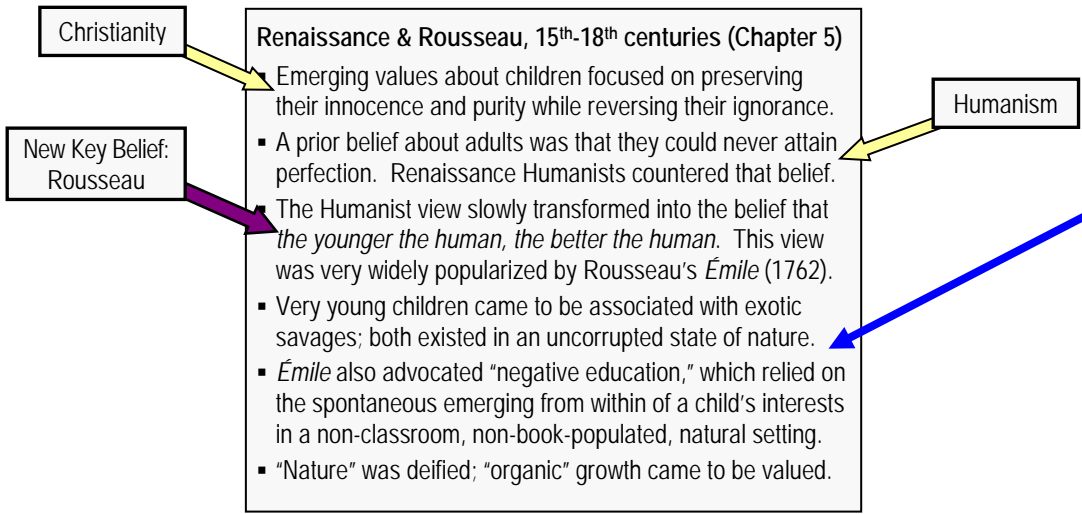 Christianity
New Key Belief:
Rousseau
Renaissance & Rousseau, 15th-18th centuries (Chapter 5)
▪ Emerging values about children focused on preserving
their innocence and purity while reversing their ignorance.
▪ A prior belief about adults was that they could never attain
perfection.  Renaissance Humanists countered that belief.
▪ The Humanist view slowly transformed into the belief that
the younger the human, the better the human.  This view
was very widely popularized by Rousseau's Émile (1762).
▪ Very young children came to be associated with exotic
savages; both existed in an uncorrupted state of nature.
▪ Émile also advocated “negative education,” which relied on
the spontaneous emerging from within of a child's interests
in a non-classroom, non-book-populated, natural setting.
▪ “Nature” was deified; “organic” growth came to be valued.
Humanism